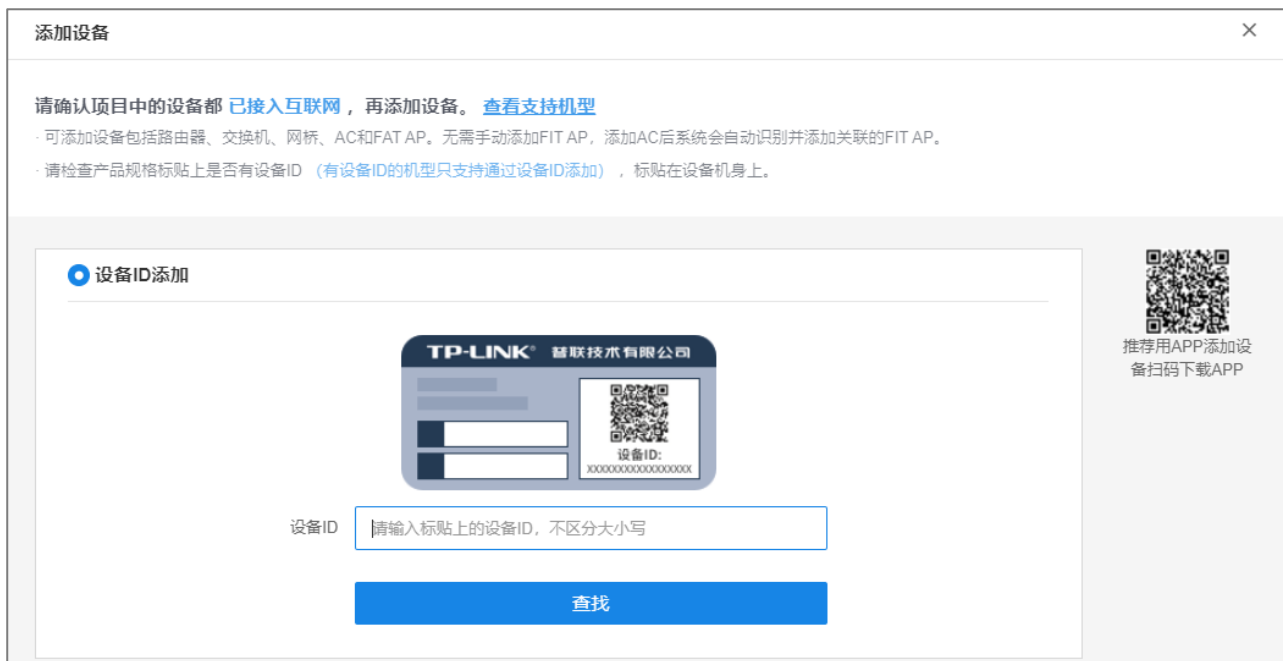 添加设备
请确认项目中的设备都 已接入互联网 ，再添加设备。 查看支持机型
· 可添加设备包括路由器、交换机、网桥、AC和FAT AP。无需手动添加FIT AP，添加AC后系统会自动识别并添加关联的FIT AP。
· 请检查产品规格标贴上是否有设备ID （有设备ID的机型只支持通过设备ID添加） ，标贴在设备机身上。
设备ID添加
TP-LINK® 普联技术有限公司
设备ID:
XXXXXXXXXXXXXXXXX
设备ID 请输入标贴上的设备ID，不区分大小写
查找
推荐用APP添加设
备扫码下载APP